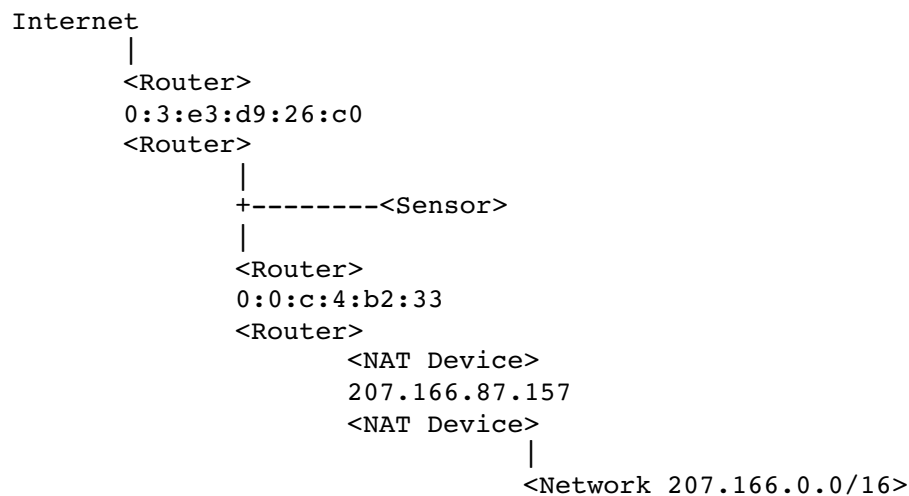 Internet
|
<Router>
0:3:e3:d9:26:c0
<Router>
|
+--------<Sensor>
|
<Router>
0:0:c:4:b2:33
<Router>
<NAT Device>
207.166.87.157
<NAT Device>
|
<Network 207.166.0.0/16>